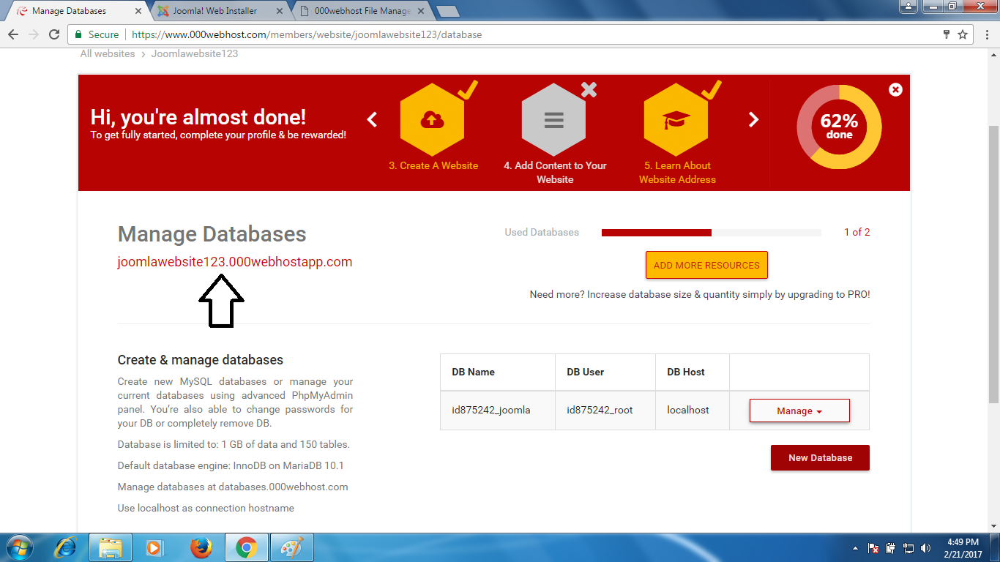 Manage Databases
Joomla! Web Installer
000webhost File Manage
Secure
https://www.000webhost.com/members/website/joomlawebsite123/database
All websites › Joomlawebsite123
Hi, you're almost done!
To get fully started, complete your profile & be rewarded!
3. Create A Website
4. Add Content to Your
Website
5. Learn About
Website Address
62%
done
Manage Databases
joomlawebsite123.000webhostapp.com
Used Databases
1 of 2
ADD MORE RESOURCES
Need more? Increase database size & quantity simply by upgrading to PRO!
Create & manage databases
Create new MySQL databases or manage your
current databases using advanced PhpMyAdmin
panel. You’re also able to change passwords for
your DB or completely remove DB.
Database is limited to: 1 GB of data and 150 tables.
Default database engine: InnoDB on MariaDB 10.1
Manage databases at databases.000webhost.com
Use localhost as connection hostname
DB Name DB User DB Host
id875242_joomla id875242_root localhost Manage
New Database
4:49 PM
2/21/2017